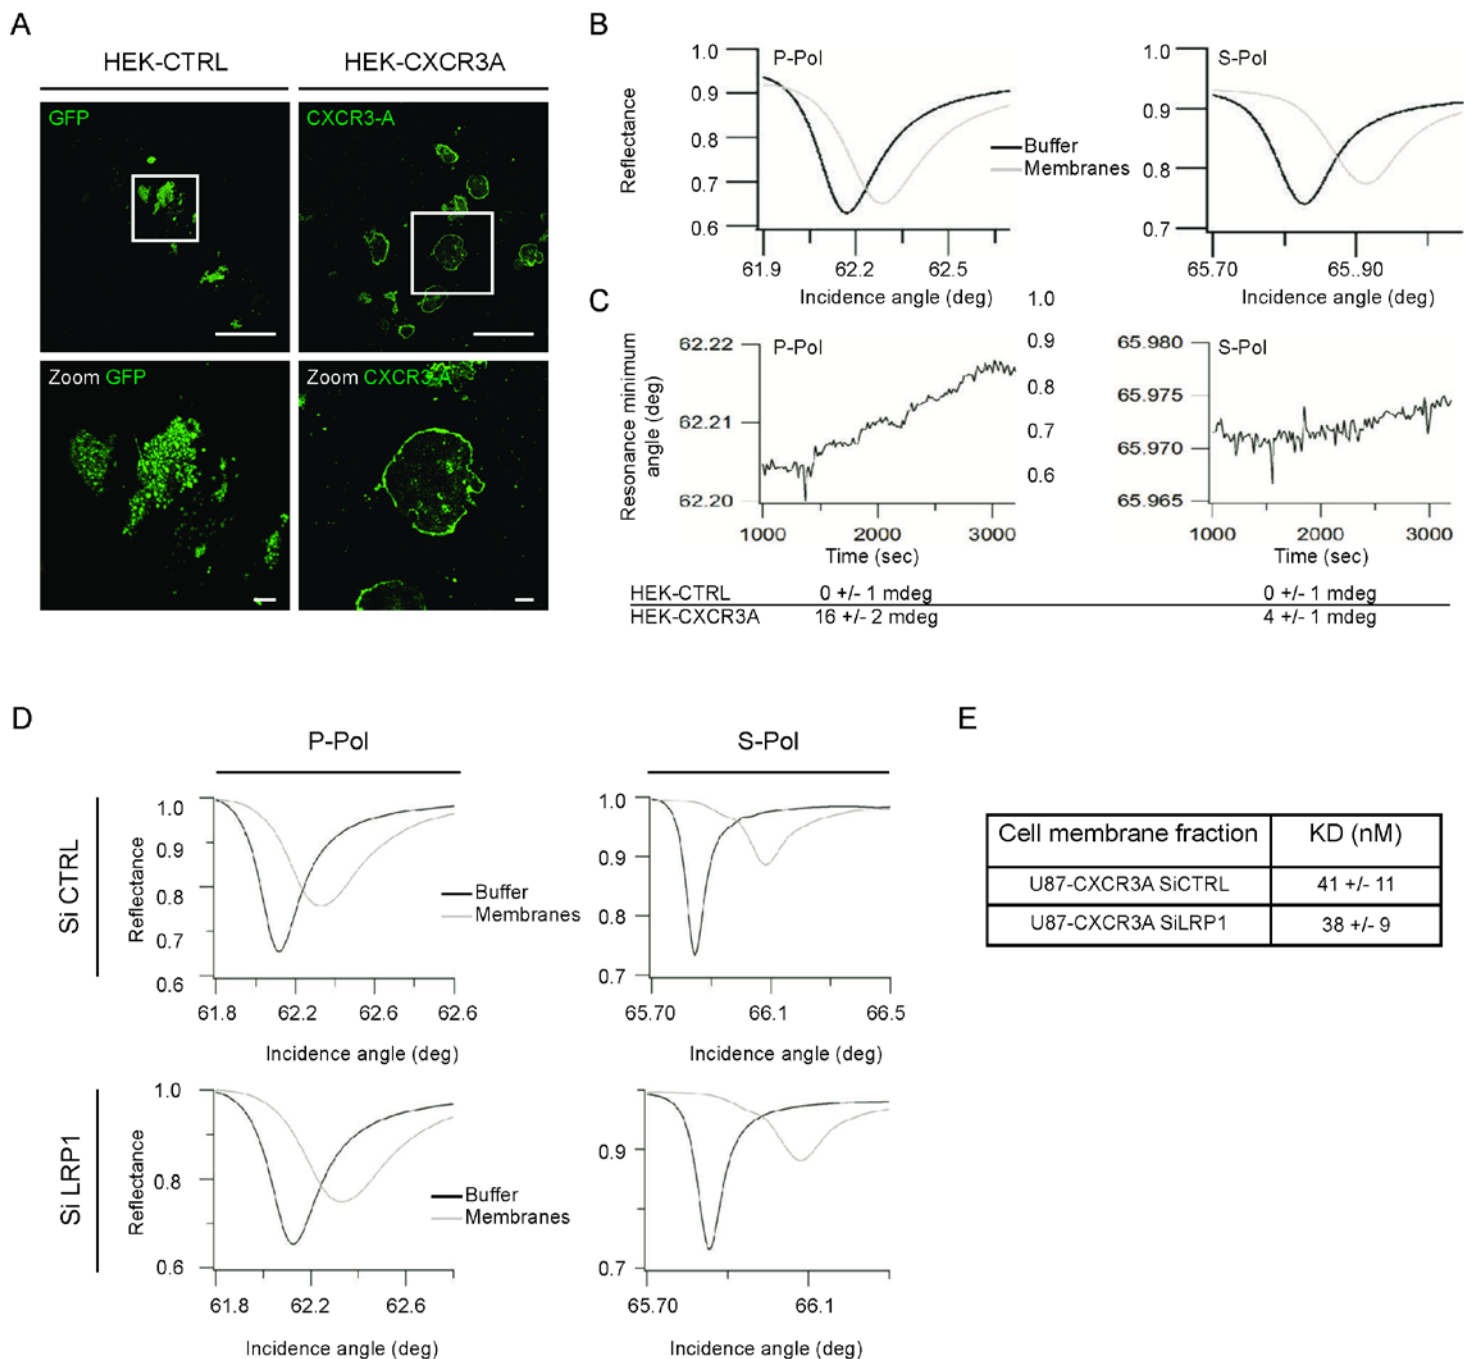 A
HEK-CTRL
HEK-CXCR3A
GFP
CXCR3-A
Zoom GFP
Zoom CXCR3-A
B
P-Pol
1.0
0.9
0.8
0.7
0.6
Reflectance
61.9
62.2
62.5
Incidence angle (deg)
Buffer
Membranes
S-Pol
1.0
0.9
0.8
0.7
65.70
65.90
Incidence angle (deg)
C
P-Pol
62.22
62.21
62.20
Resonance minimum
angle (deg)
1000
2000
3000
Time (sec)
1.0
0.9
0.8
0.7
0.6
S-Pol
65.980
65.975
65.970
65.965
1000
2000
3000
Time (sec)
HEK-CTRL 0 +/- 1 mdeg 0 +/- 1 mdeg
HEK-CXCR3A 16 +/- 2 mdeg 4 +/- 1 mdeg
D
P-Pol
S-Pol
Si CTRL
Reflectance
1.0
0.9
0.8
0.7
0.6
61.8
62.2
62.6
62.6
Incidence angle (deg)
Buffer
Membranes
1.0
0.9
0.8
0.7
65.70
66.1
66.5
Incidence angle (deg)
Si LRP1
Reflectance
1.0
0.8
0.6
61.8
62.2
62.6
Incidence angle (deg)
Buffer
Membranes
0.9
0.7
65.70
66.1
Incidence angle (deg)
E
Cell membrane fraction KD (nM)
U87-CXCR3A SiCTRL 41 +/- 11
U87-CXCR3A SiLRP1 38 +/- 9